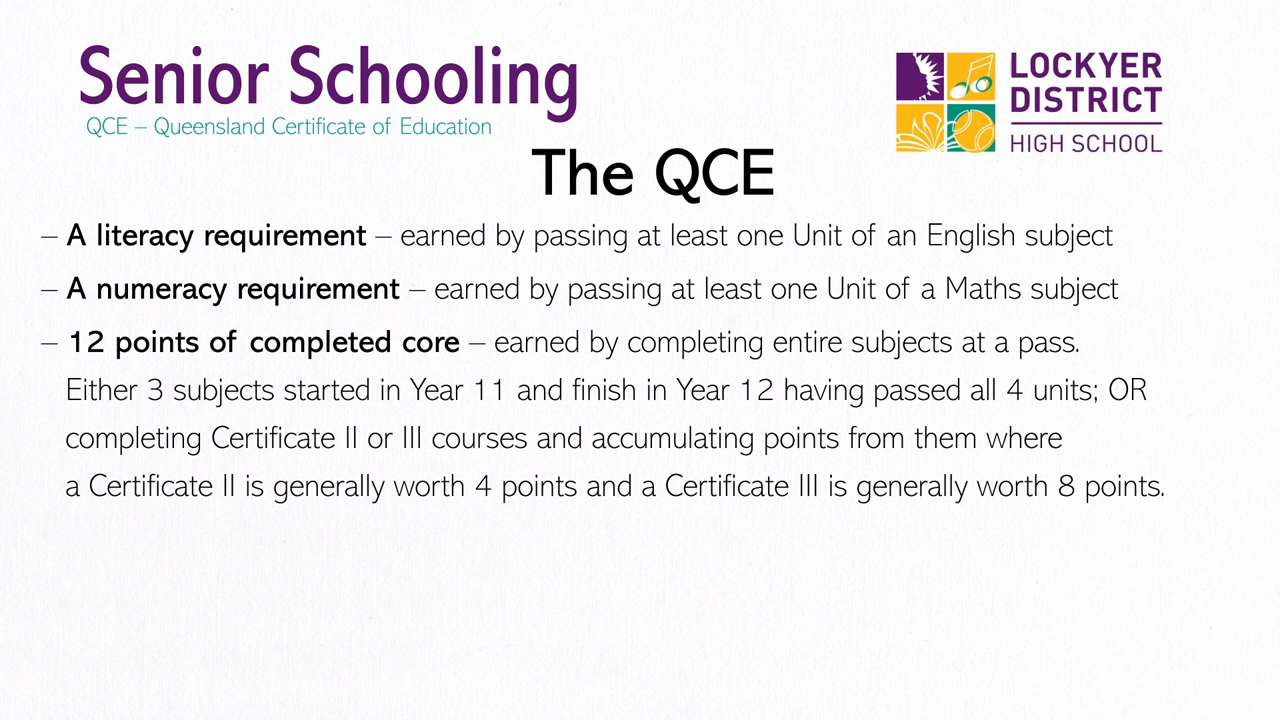 Senior Schooling
QCE – Queensland Certificate of Education
LOCKYER
DISTRICT
HIGH SCHOOL
The QCE
– A literacy requirement – earned by passing at least one Unit of an English subject
– A numeracy requirement – earned by passing at least one Unit of a Maths subject
– 12 points of completed core – earned by completing entire subjects at a pass.
Either 3 subjects started in Year 11 and finish in Year 12 having passed all 4 units; OR
completing Certificate II or III courses and accumulating points from them where
a Certificate II is generally worth 4 points and a Certificate III is generally worth 8 points.